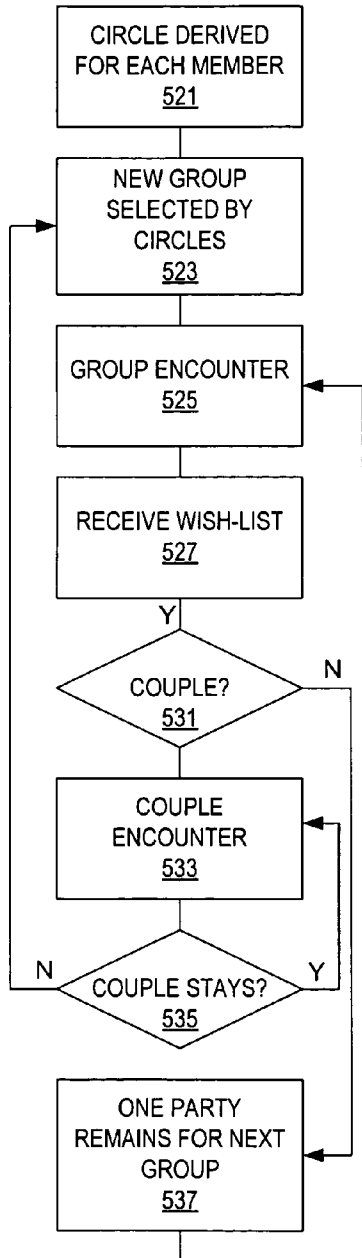 CIRCLE DERIVED
FOR EACH MEMBER
521
NEW GROUP
SELECTED BY
CIRCLES
523
GROUP ENCOUNTER
525
RECEIVE WISH-LIST
527
Y
N
COUPLE?
531
COUPLE
ENCOUNTER
533
N
COUPLE STAYS?
Y
535
ONE PARTY
REMAINS FOR NEXT
GROUP
537